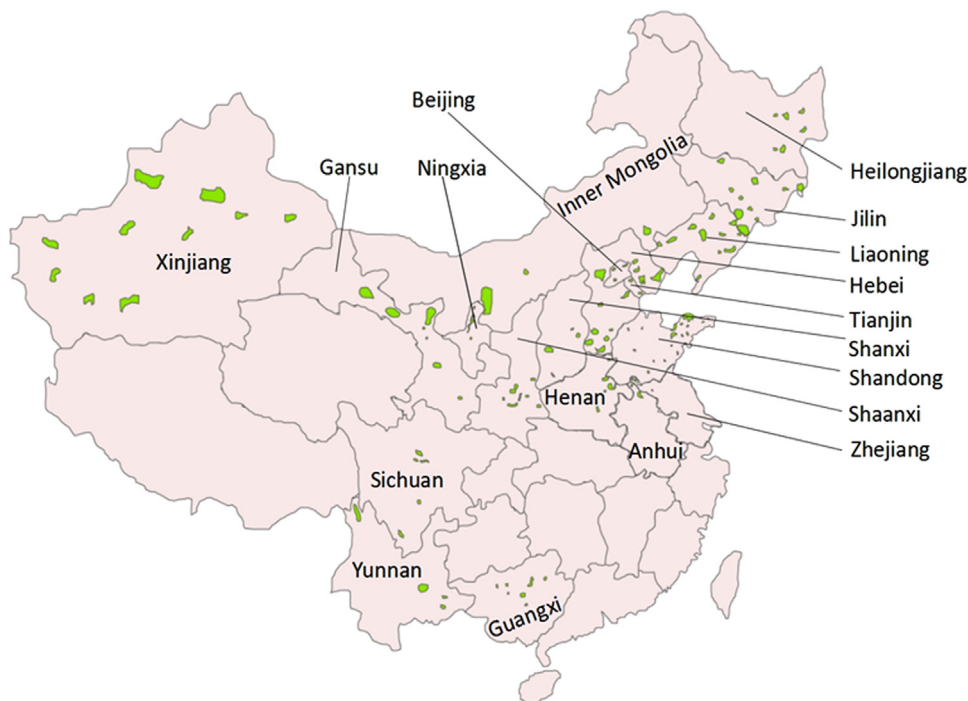 Beijing
Gansu
Ningxia
Inner Mongolia
Heilongjiang
Jilin
Xinjiang
Liaoning
Hebei
Tianjin
Shanxi
Shandong
Henan
Shaanxi
Anhui
Zhejiang
Sichuan
Yunnan
Guangxi